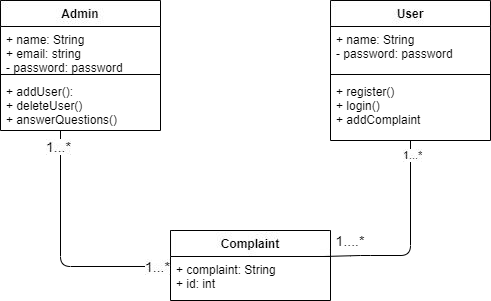 Admin
+ name: String
+ email: string
- password: password
+ addUser():
+ deleteUser()
+ answerQuestions()
1...*
User
+ name: String
- password: password
+ register()
+ login()
+ addComplaint
1...*
1....*
1...*
Complaint
+ complaint: String
+ id: int